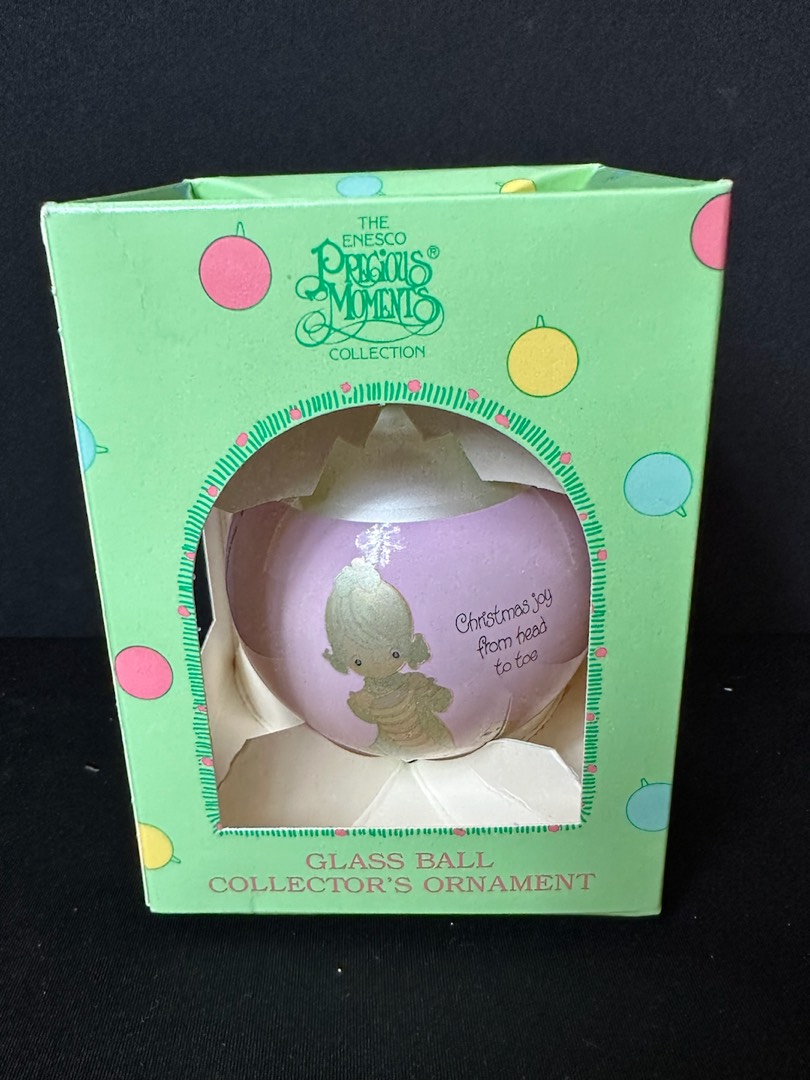 THE
ENESCO
PRECIOUS®
MOMENTS
COLLECTION
Christmas joy
from head
to toe
GLASS BALL
COLLECTOR'S ORNAMENT